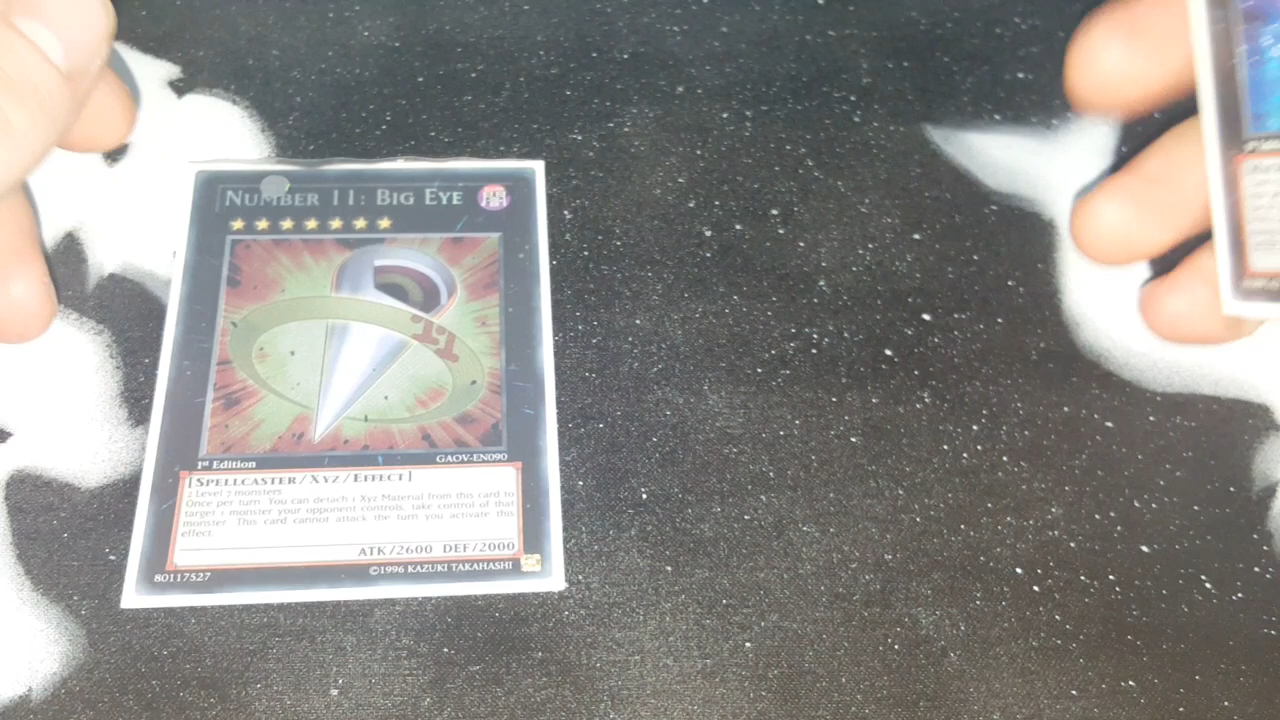 NUMBER 11: BIG EYE
闇
11
1st Edition
GAOV-EN090
[SPELLCASTER/XYZ/EFFECT]
2 Level 7 monsters
Once per turn: You can detach 1 Xyz Material from this card to
target 1 monster your opponent controls; take control of that
monster. This card cannot attack the turn you activate this
effect.
ATK/2600 DEF/2000
80117527
©1996 KAZUKI TAKAHASHI